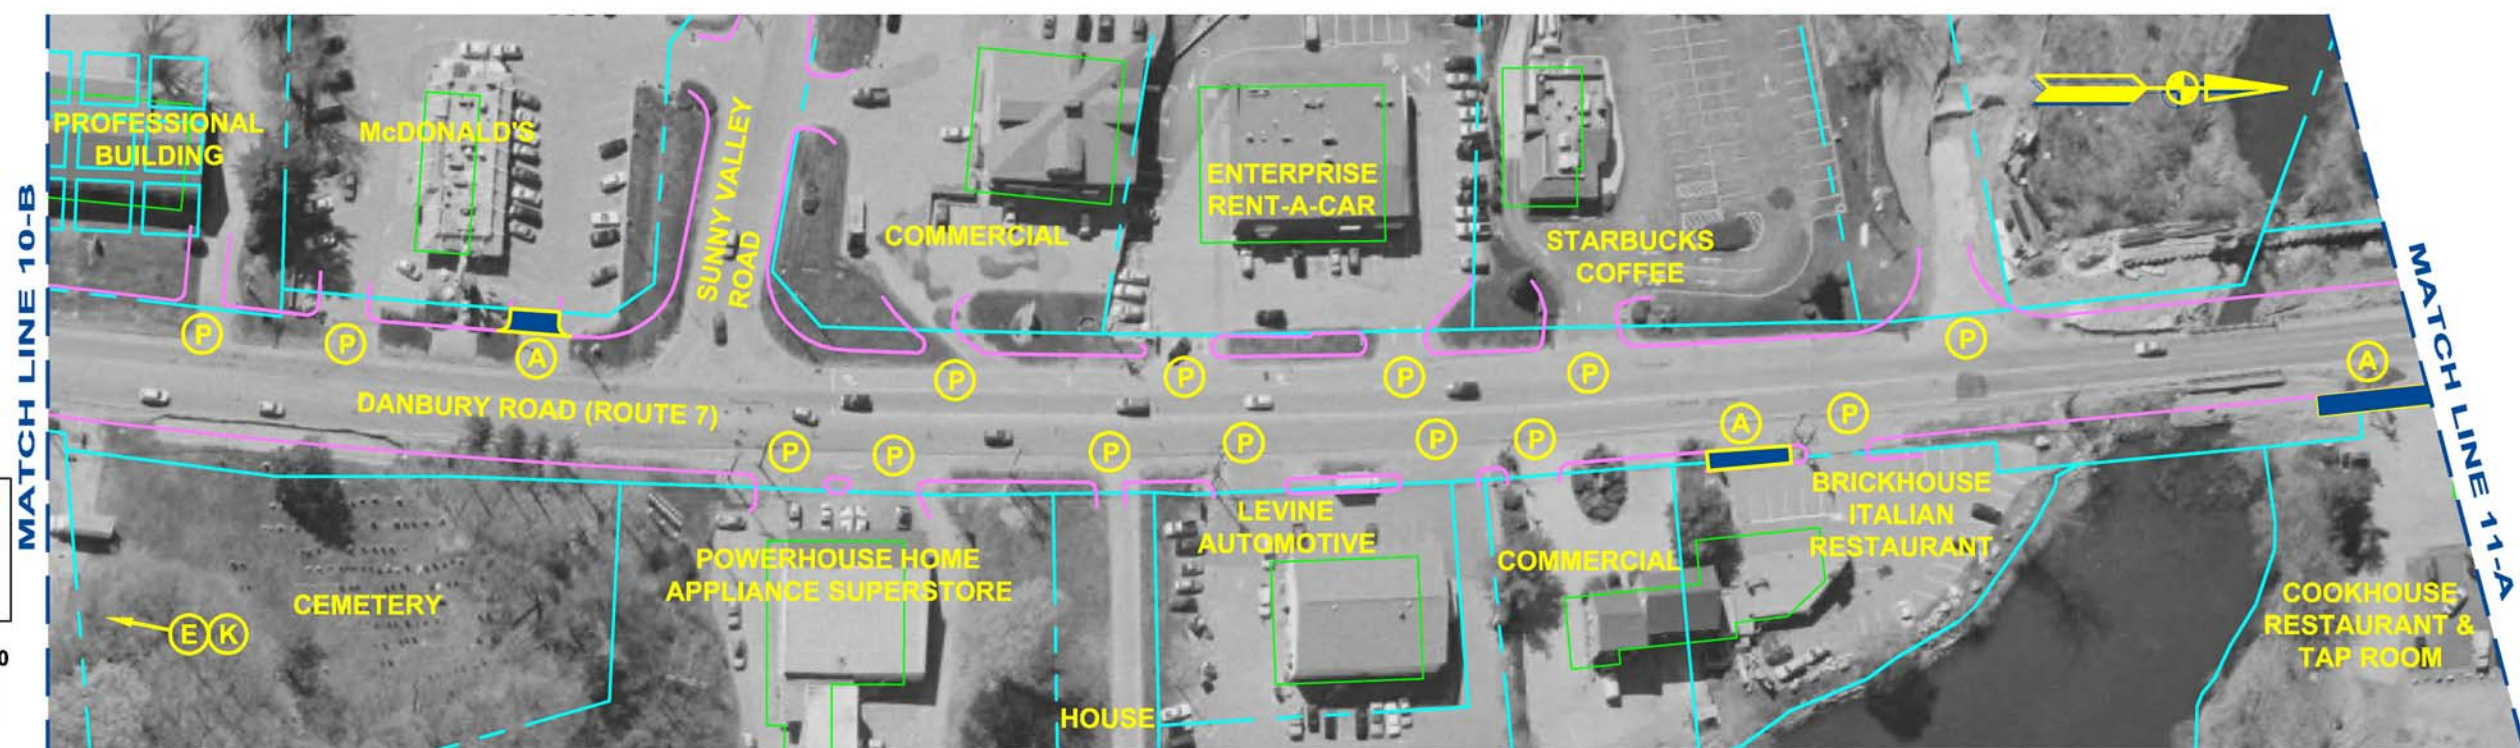 MATCH LINE 10-B
PROFESSIONAL
BUILDING
McDONALD'S
SUNNY VALLEY
ROAD
COMMERCIAL
ENTERPRISE
RENT-A-CAR
STARBUCKS
COFFEE
MATCH LINE 11-A
P
P
A
P
P
P
P
P
A
DANBURY ROAD (ROUTE 7)
P
P
P
P
P
P
A
P
CEMETERY
E K
POWERHOUSE HOME
APPLIANCE SUPERSTORE
HOUSE
LEVINE
AUTOMOTIVE
COMMERCIAL
BRICKHOUSE
ITALIAN
RESTAURANT
COOKHOUSE
RESTAURANT &
TAP ROOM
0